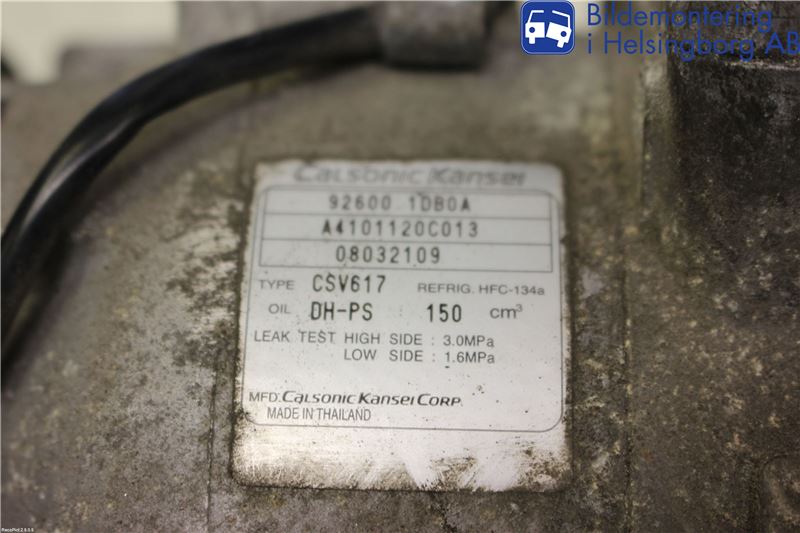 Bildemontering
i Helsingborg AB
Calsonic Kansei
92600 1DB0A
A4101120C013
08032109
TYPE CSV617 REFRIG. HFC-134a
OIL DH-PS 150 cm³
LEAK TEST HIGH SIDE : 3.0MPa
LOW SIDE : 1.6MPa
MFD. Calsonic Kansei Corp.
MADE IN THAILAND